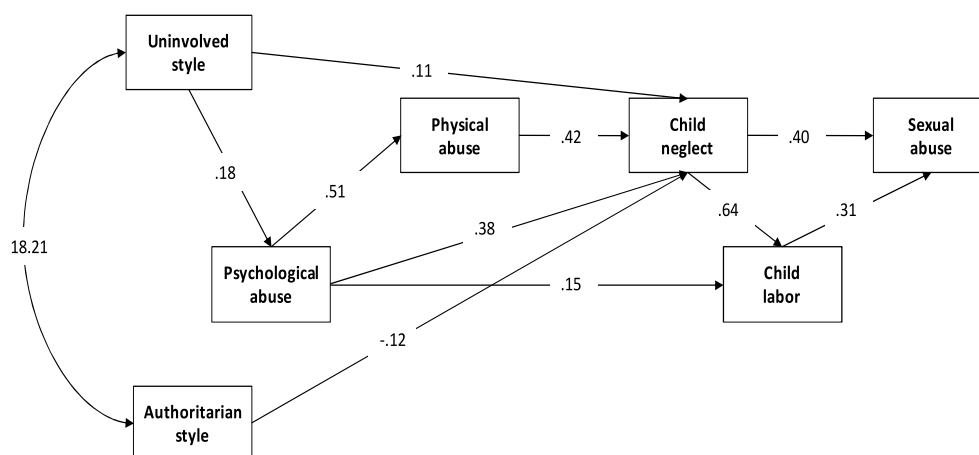 Uninvolved
style
.11
Physical
abuse
.42
Child
neglect
.40
Sexual
abuse
.18
.51
.38
.64
.31
18.21
Psychological
abuse
.15
Child
labor
-.12
Authoritarian
style